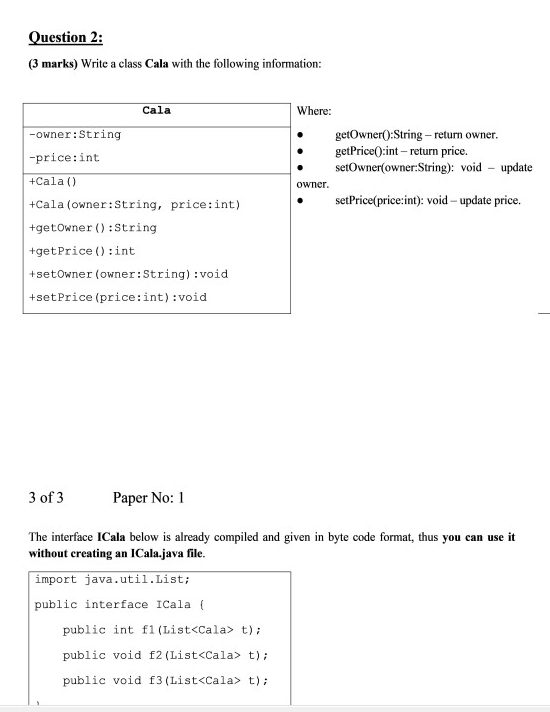 Question 2:
(3 marks) Write a class Cala with the following information:
Cala
-owner:String
-price:int
+Cala()
+Cala(owner:String, price:int)
+getOwner():String
+getPrice():int
+setOwner(owner:String):void
+setPrice(price:int):void
Where:
• getOwner():String – return owner.
• getPrice():int – return price.
• setOwner(owner:String): void – update
owner.
• setPrice(price:int): void – update price.
3 of 3 Paper No: 1
The interface ICala below is already compiled and given in byte code format, thus you can use it
without creating an ICala.java file.
import java.util.List;
public interface ICala {
public int f1(List<Cala> t);
public void f2(List<Cala> t);
public void f3(List<Cala> t);